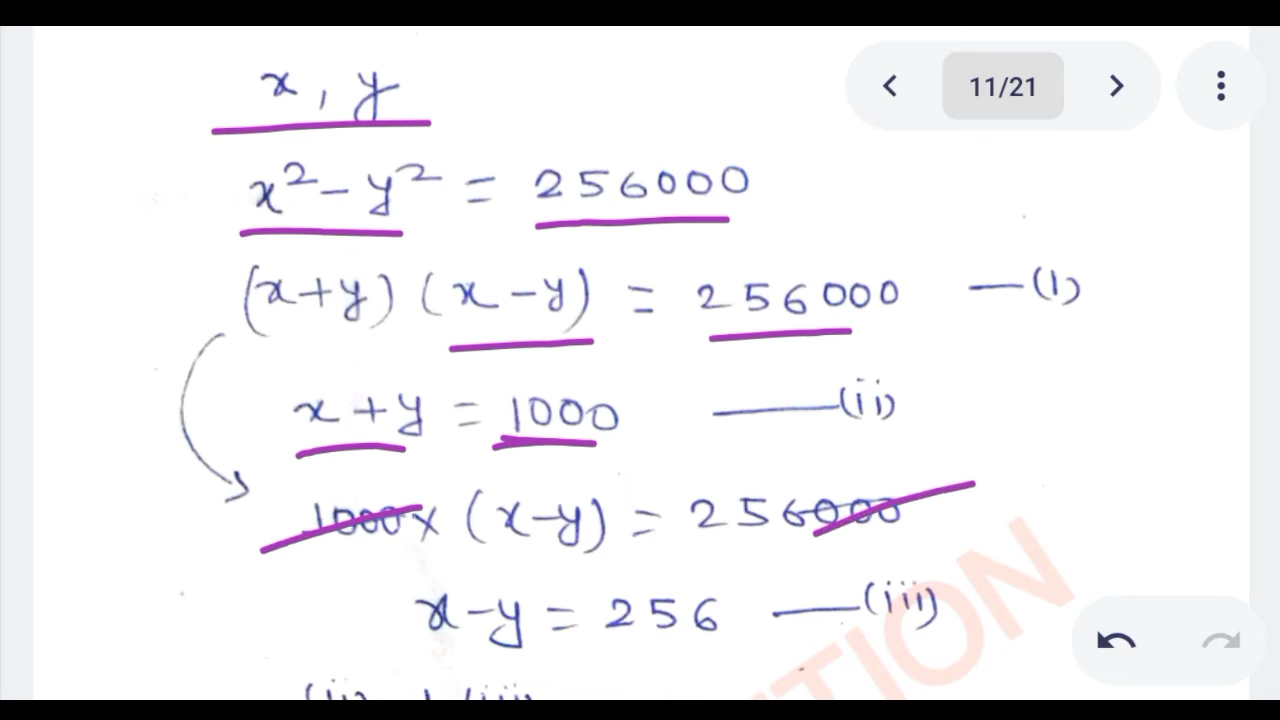 x, y
11/21
x² - y² = 256000
(x+y) (x-y) = 256000 —(i)
x+y = 1000 —(ii)
1000 × (x-y) = 256000
x-y = 256 —(iii)